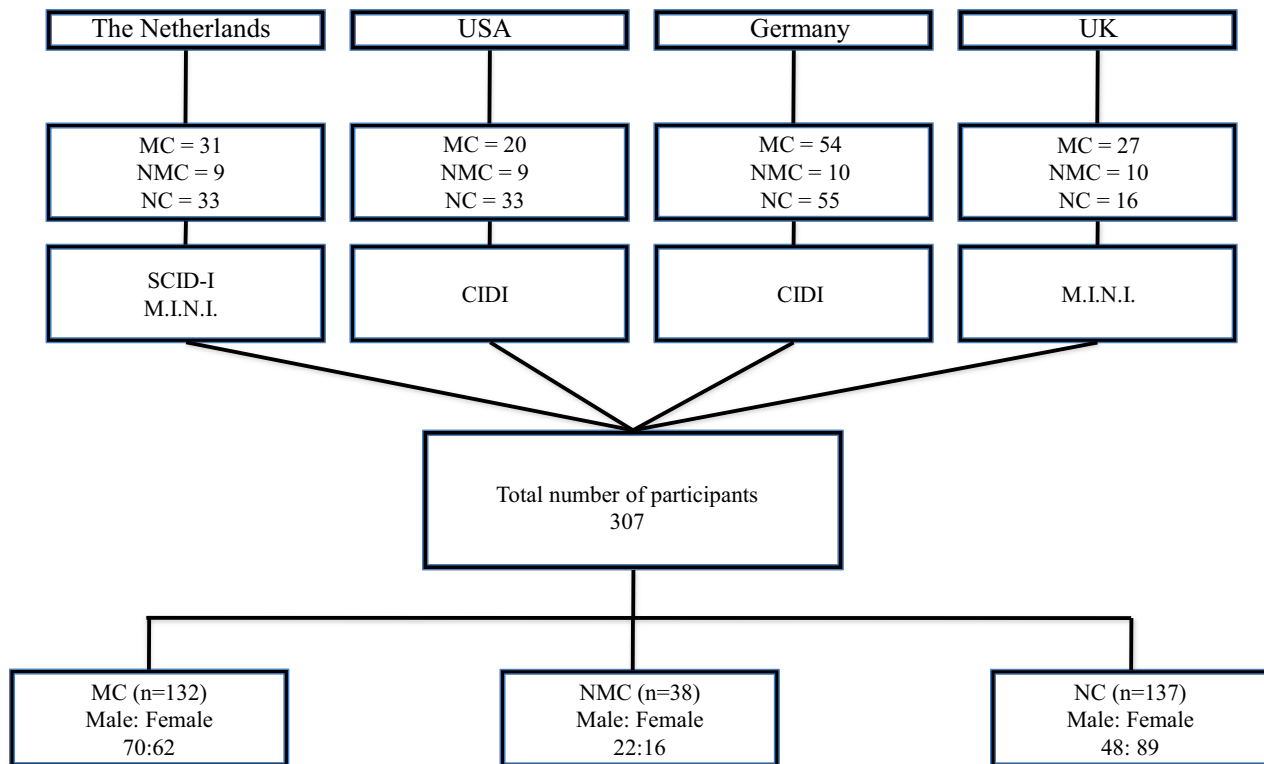 The Netherlands
USA
Germany
UK
MC = 31
NMC = 9
NC = 33
MC = 20
NMC = 9
NC = 33
MC = 54
NMC = 10
NC = 55
MC = 27
NMC = 10
NC = 16
SCID-I
M.I.N.I.
CIDI
CIDI
M.I.N.I.
Total number of participants
307
MC (n=132)
Male: Female
70:62
NMC (n=38)
Male: Female
22:16
NC (n=137)
Male: Female
48: 89